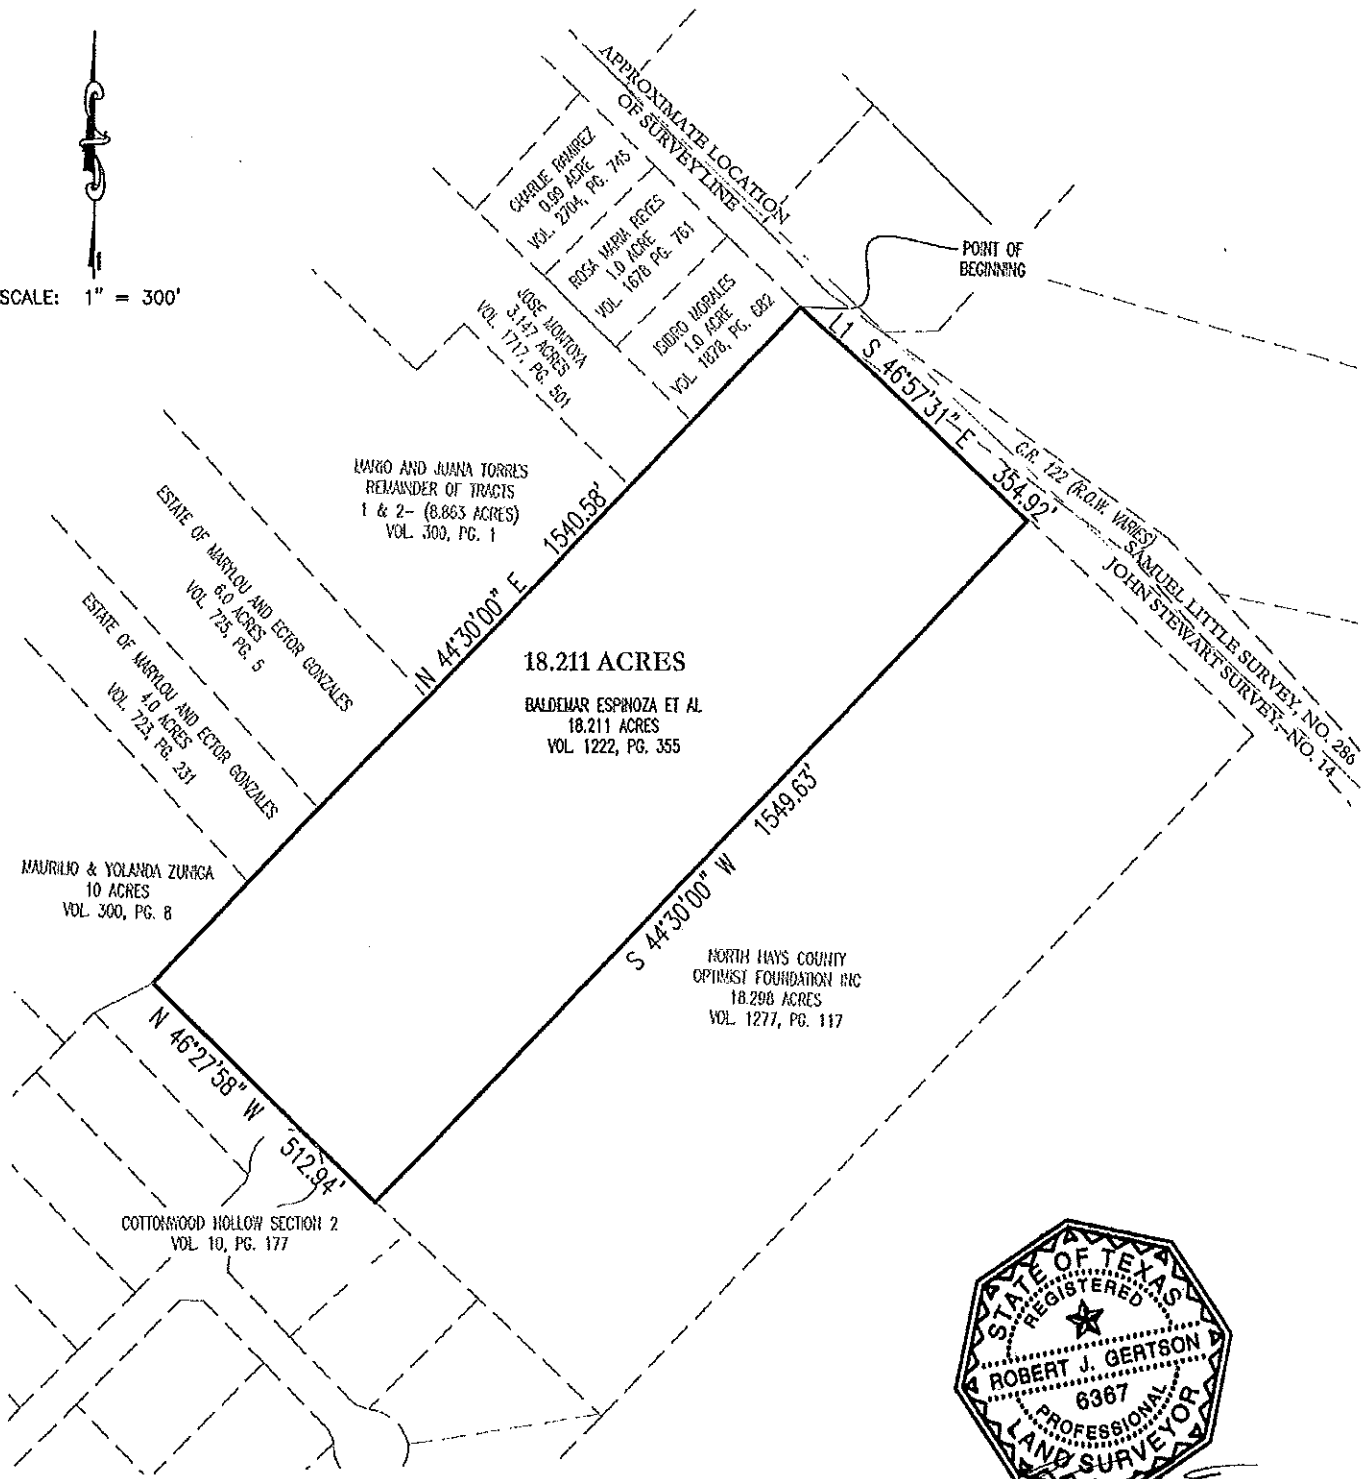 SCALE: 1" = 300'
APPROXIMATE LOCATION
OF SURVEY LINE
CHARLIE RAMIREZ
0.99 ACRE
VOL. 2704, PG. 745
ROSA MARIA REYES
1.0 ACRE
VOL. 1678 PG. 761
ISIDRO MORALES
1.0 ACRE
VOL. 1678, PG. 682
JOSE MONTOYA
3.147 ACRES
VOL. 1717, PG. 501
POINT OF
BEGINNING
L1 S 46°57'31" E 354.92'
C.R. 122 (R.O.W. VARIES)
SAMUEL LITTLE SURVEY, NO. 286
JOHN STEWART SURVEY, NO. 14
MARIO AND JUANA TORRES
REMAINDER OF TRACTS
1 & 2- (8.863 ACRES)
VOL. 300, PG. 1
N 44°30'00" E 1540.58'
ESTATE OF MARYLOU AND ECTOR GONZALES
6.0 ACRES
VOL. 725, PG. 5
ESTATE OF MARYLOU AND ECTOR GONZALES
4.0 ACRES
VOL. 723, PG. 231
18.211 ACRES
BALDEMAR ESPINOZA ET AL
18.211 ACRES
VOL. 1222, PG. 355
S 44°30'00" W 1549.63'
MAURILIO & YOLANDA ZUNIGA
10 ACRES
VOL. 300, PG. 8
NORTH HAYS COUNTY
OPTIMIST FOUNDATION INC
18.298 ACRES
VOL. 1277, PG. 117
N 46°27'58" W 512.94'
COTTONWOOD HOLLOW SECTION 2
VOL. 10, PG. 177
STATE OF TEXAS
REGISTERED
ROBERT J. GERTSON
6367
PROFESSIONAL
LAND SURVEYOR